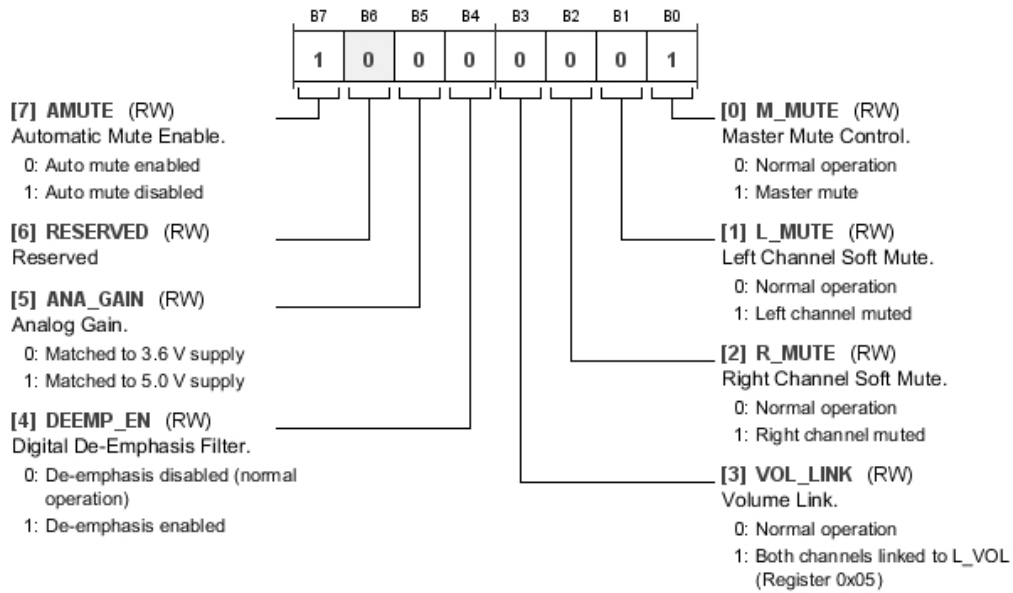 B7 B6 B5 B4 B3 B2 B1 B0
1 0 0 0 0 0 0 1
[7] AMUTE (RW)
Automatic Mute Enable.
0: Auto mute enabled
1: Auto mute disabled
[6] RESERVED (RW)
Reserved
[5] ANA_GAIN (RW)
Analog Gain.
0: Matched to 3.6 V supply
1: Matched to 5.0 V supply
[4] DEEMP_EN (RW)
Digital De-Emphasis Filter.
0: De-emphasis disabled (normal
operation)
1: De-emphasis enabled
[0] M_MUTE (RW)
Master Mute Control.
0: Normal operation
1: Master mute
[1] L_MUTE (RW)
Left Channel Soft Mute.
0: Normal operation
1: Left channel muted
[2] R_MUTE (RW)
Right Channel Soft Mute.
0: Normal operation
1: Right channel muted
[3] VOL_LINK (RW)
Volume Link.
0: Normal operation
1: Both channels linked to L_VOL
(Register 0x05)